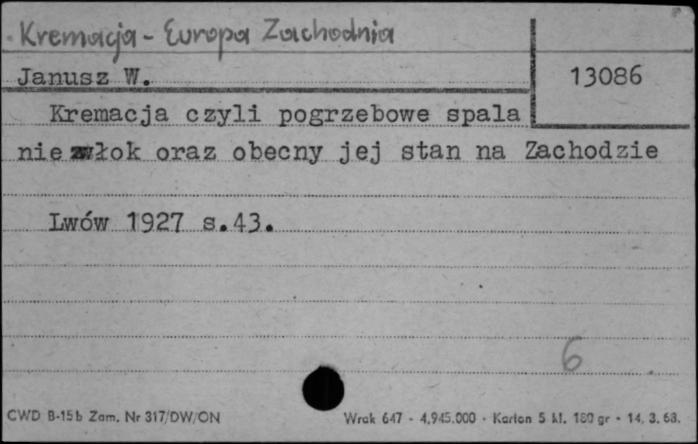 Kremacja - Europa Zachodnia
Janusz W.
13086
Kremacja czyli pogrzebowe spala
nie zwłok oraz obecny jej stan na Zachodzie
Lwów 1927 s.43.
6
CWD B-15b Zam. Nr 317/DW/ON
Wrak 647 - 4.945.000 - Karton 5 kl. 180 gr - 14. 3. 63.